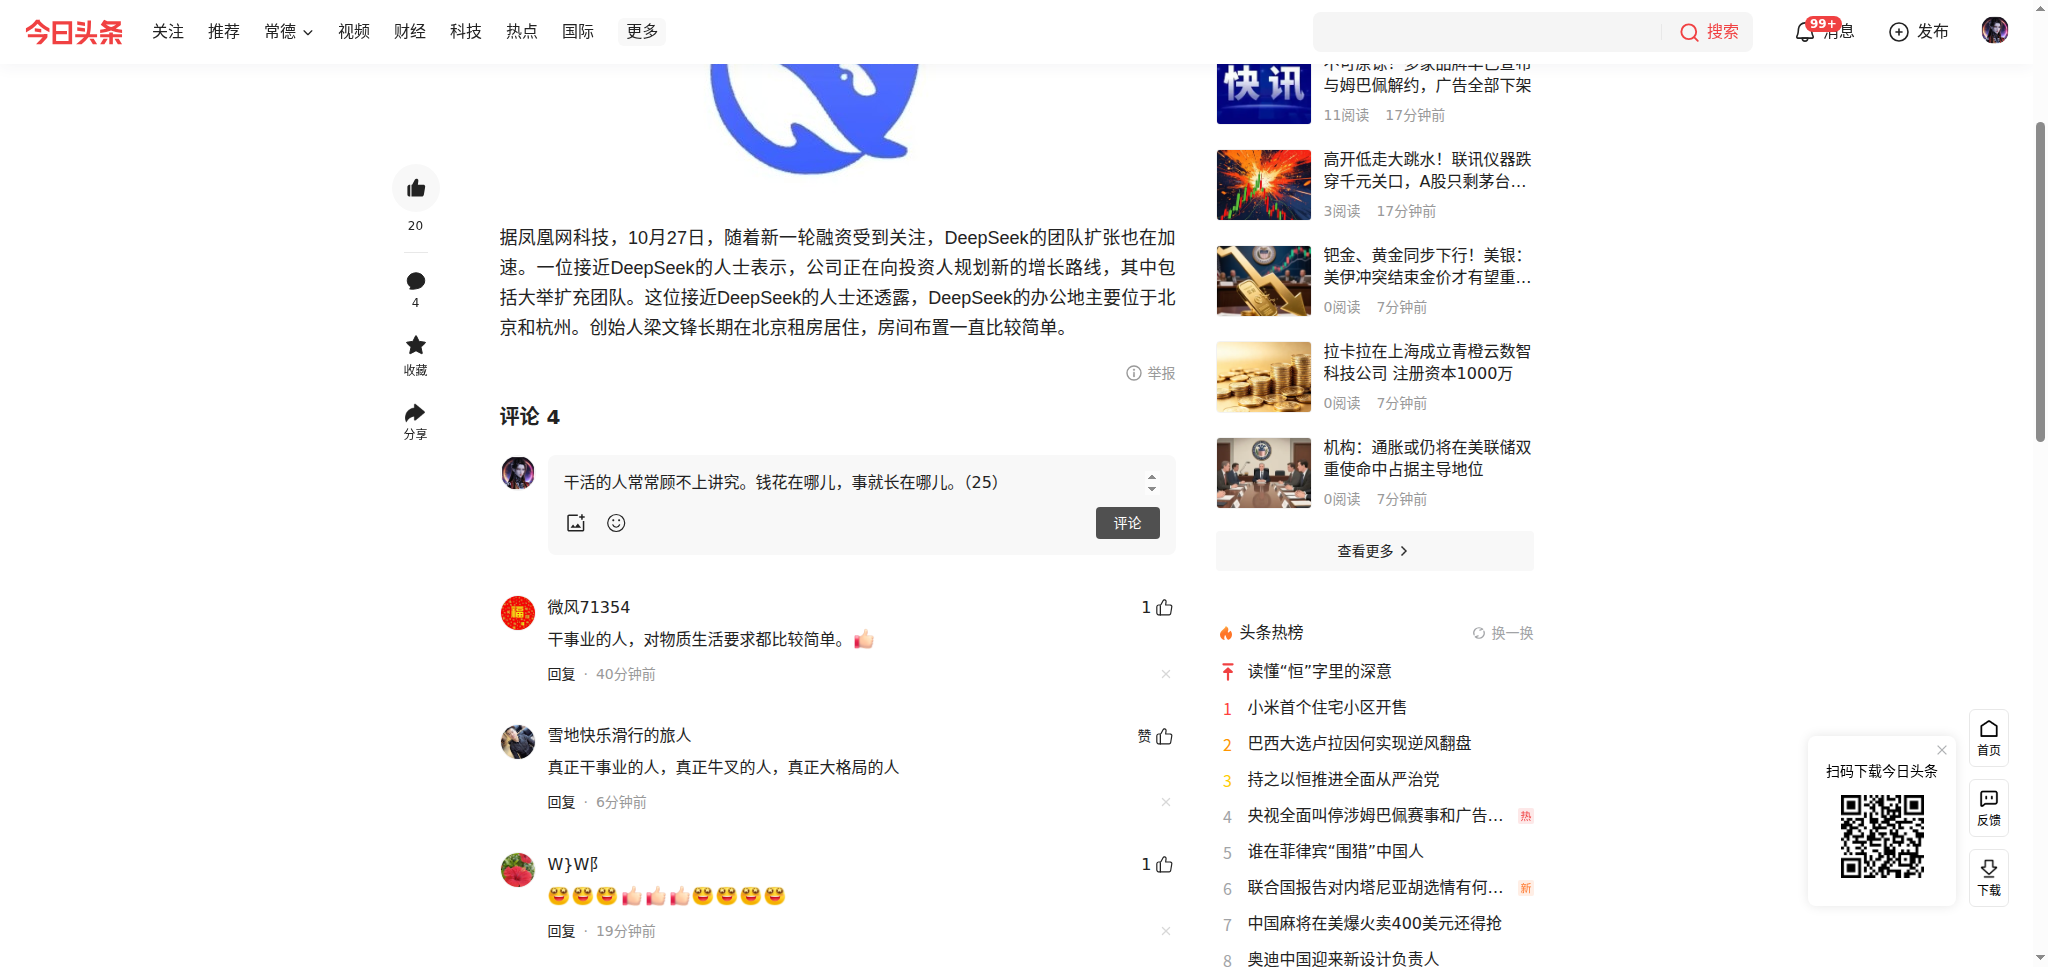 今日头条
关注 推荐 常德 视频 财经 科技 热点 国际 更多
搜索
99+
消息
发布
20
4
收藏
分享
据凤凰网科技，10月27日，随着新一轮融资受到关注，DeepSeek的团队扩张也在加
速。一位接近DeepSeek的人士表示，公司正在向投资人规划新的增长路线，其中包
括大举扩充团队。这位接近DeepSeek的人士还透露，DeepSeek的办公地主要位于北
京和杭州。创始人梁文锋长期在北京租房居住，房间布置一直比较简单。
举报
评论 4
干活的人常常顾不上讲究。钱花在哪儿，事就长在哪儿。（25）
评论
微风71354
1
干事业的人，对物质生活要求都比较简单。👍
回复 · 40分钟前
雪地快乐滑行的旅人
赞
真正干事业的人，真正牛叉的人，真正大格局的人
回复 · 6分钟前
1
回复 · 19分钟前
快讯
不可原谅！多家品牌早已宣布
与姆巴佩解约，广告全部下架
11阅读 17分钟前
高开低走大跳水！联讯仪器跌
穿千元关口，A股只剩茅台…
3阅读 17分钟前
钯金、黄金同步下行！美银：
美伊冲突结束金价才有望重…
0阅读 7分钟前
拉卡拉在上海成立青橙云数智
科技公司 注册资本1000万
0阅读 7分钟前
机构：通胀或仍将在美联储双
重使命中占据主导地位
0阅读 7分钟前
查看更多
头条热榜
换一换
读懂“恒”字里的深意
1 小米首个住宅小区开售
2 巴西大选卢拉因何实现逆风翻盘
3 持之以恒推进全面从严治党
4 央视全面叫停涉姆巴佩赛事和广告… 热
5 谁在菲律宾“围猎”中国人
6 联合国报告对内塔尼亚胡选情有何… 新
7 中国麻将在美爆火卖400美元还得抢
8 奥迪中国迎来新设计负责人
扫码下载今日头条
首页
反馈
下载